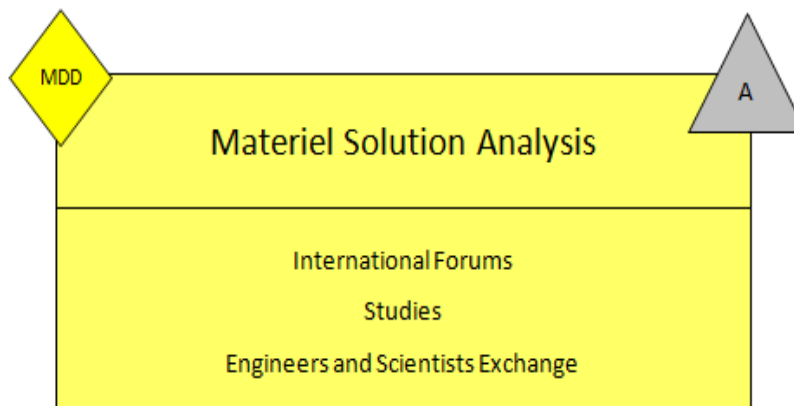 MDD
A
Materiel Solution Analysis
International Forums
Studies
Engineers and Scientists Exchange